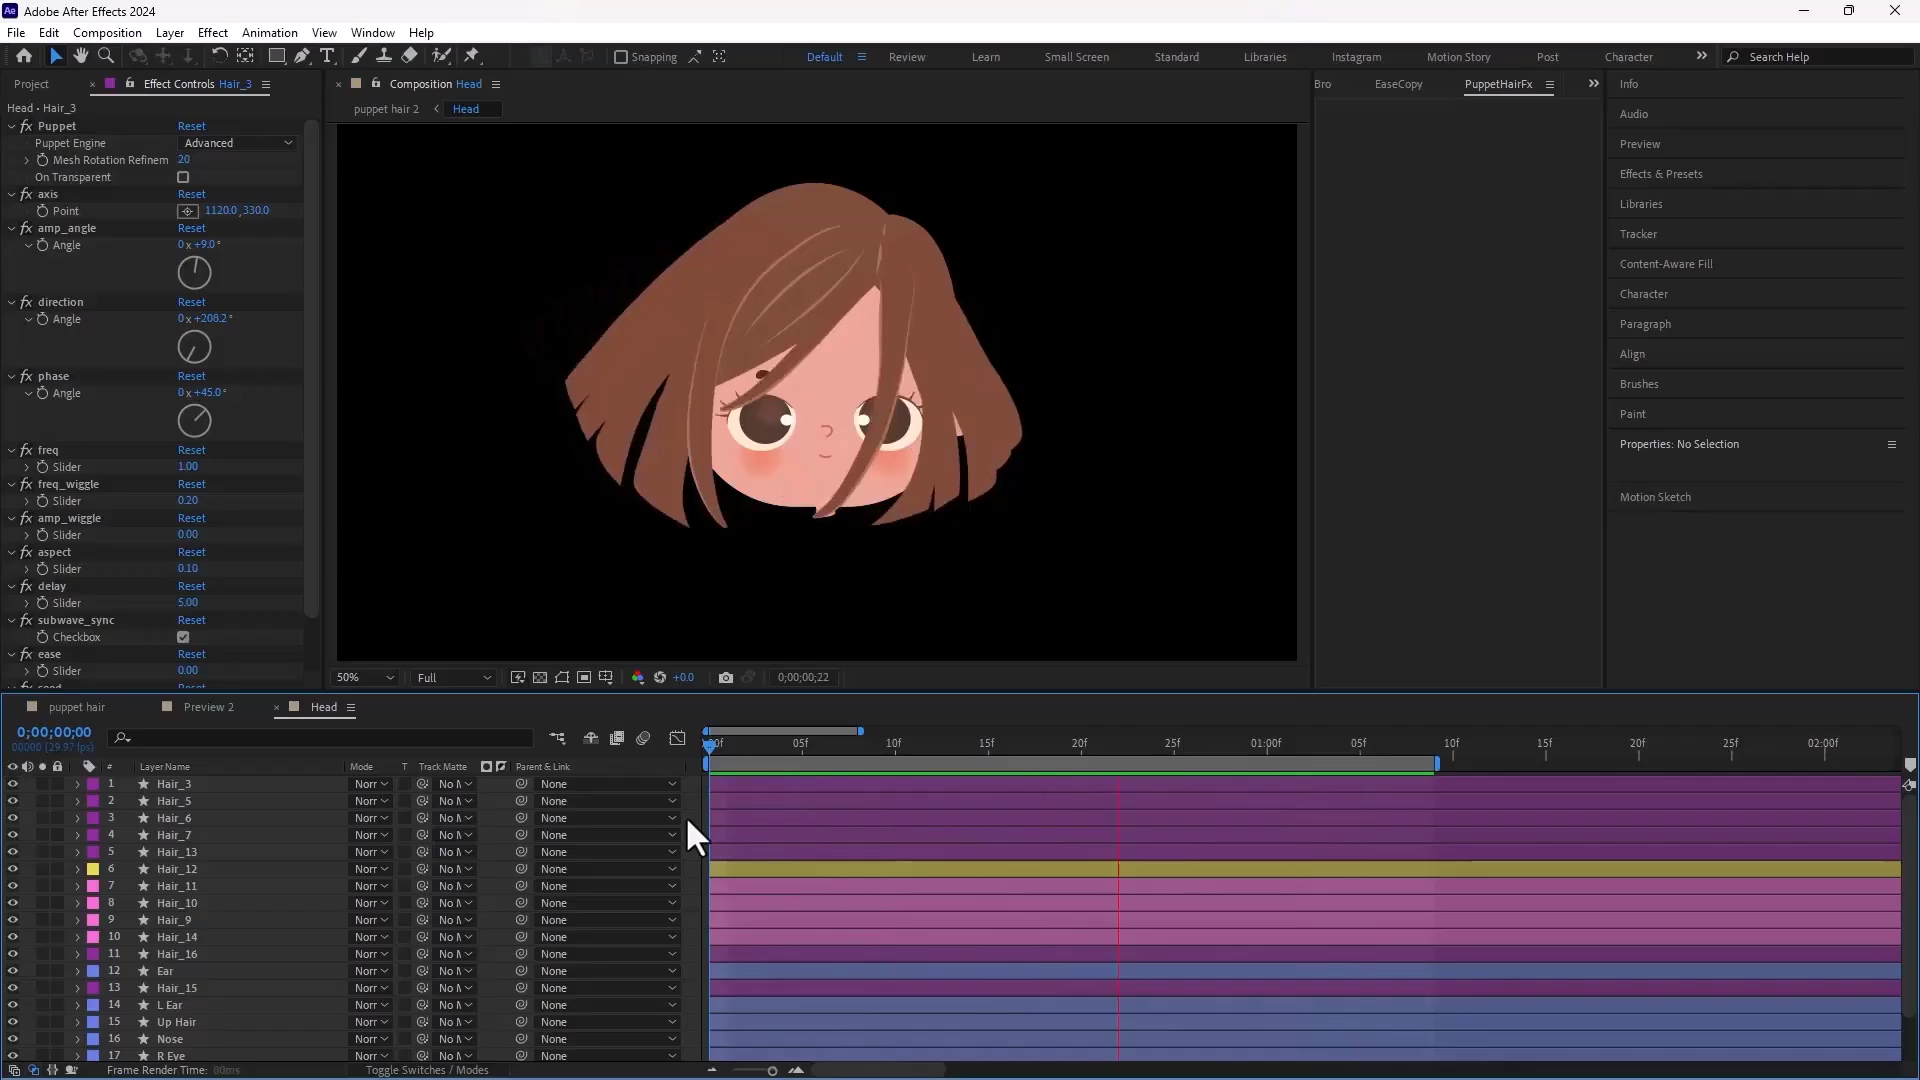 Ae Adobe After Effects 2024
File Edit Composition Layer Effect Animation View Window Help
Snapping Default Review Learn Small Screen Standard Libraries Instagram Motion Story Post Character Search Help
Project Effect Controls Hair_3
Head • Hair_3
fx Puppet Reset
Puppet Engine Advanced
Mesh Rotation Refinem 20
On Transparent
fx axis Reset
Point 1120.0, 330.0
fx amp_angle Reset
Angle 0 x +9.0 °
fx direction Reset
Angle 0 x +208.2 °
fx phase Reset
Angle 0 x +45.0 °
fx freq Reset
Slider 1.00
fx freq_wiggle Reset
Slider 0.20
fx amp_wiggle Reset
Slider 0.00
fx aspect Reset
Slider 0.10
fx delay Reset
Slider 5.00
fx subwave_sync Reset
Checkbox
fx ease Reset
Slider 0.00
Composition Head
puppet hair 2 Head
50% Full +0.0 0;00;00;22
Bro EaseCopy PuppetHairFx
Info
Audio
Preview
Effects & Presets
Libraries
Tracker
Content-Aware Fill
Character
Paragraph
Align
Brushes
Paint
Properties: No Selection
Motion Sketch
puppet hair Preview 2 Head
0;00;00;00
00000 (29.97 fps)
05f 10f 15f 20f 25f 01:00f 05f 10f 15f 20f 25f 02:00f
# Layer Name Mode T Track Matte Parent & Link
1 Hair_3 Norr No M None
2 Hair_5 Norr No M None
3 Hair_6 Norr No M None
4 Hair_7 Norr No M None
5 Hair_13 Norr No M None
6 Hair_12 Norr No M None
7 Hair_11 Norr No M None
8 Hair_10 Norr No M None
9 Hair_9 Norr No M None
10 Hair_14 Norr No M None
11 Hair_16 Norr No M None
12 Ear Norr No M None
13 Hair_15 Norr No M None
14 L Ear Norr No M None
15 Up Hair Norr No M None
16 Nose Norr No M None
17 R Eye Norr No M None
Frame Render Time: 80ms Toggle Switches / Modes